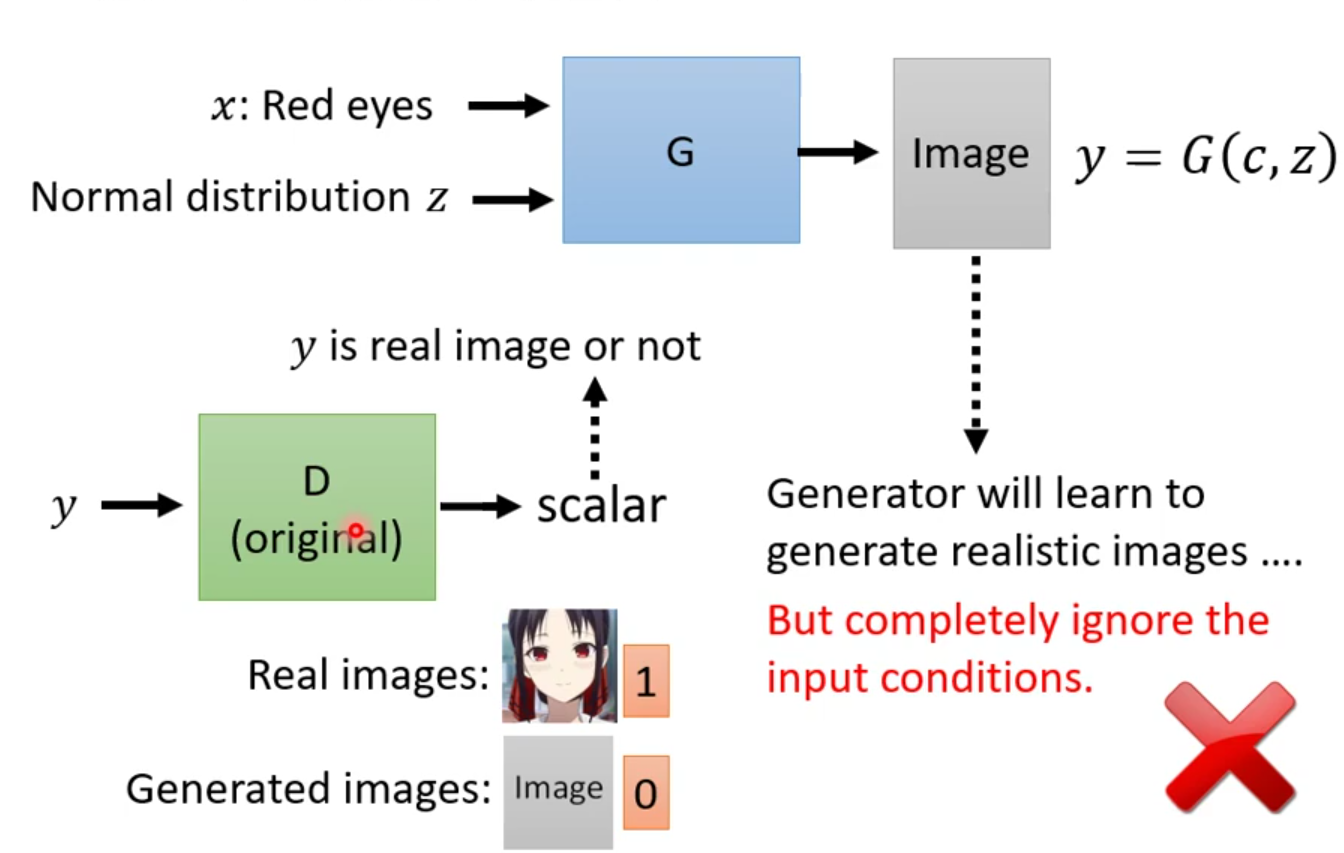 x: Red eyes
Normal distribution z
G
Image
y = G(c, z)
y is real image or not
y
D
(original)
scalar
Generator will learn to
generate realistic images ....
But completely ignore the
input conditions.
Real images:
1
Generated images:
Image
0